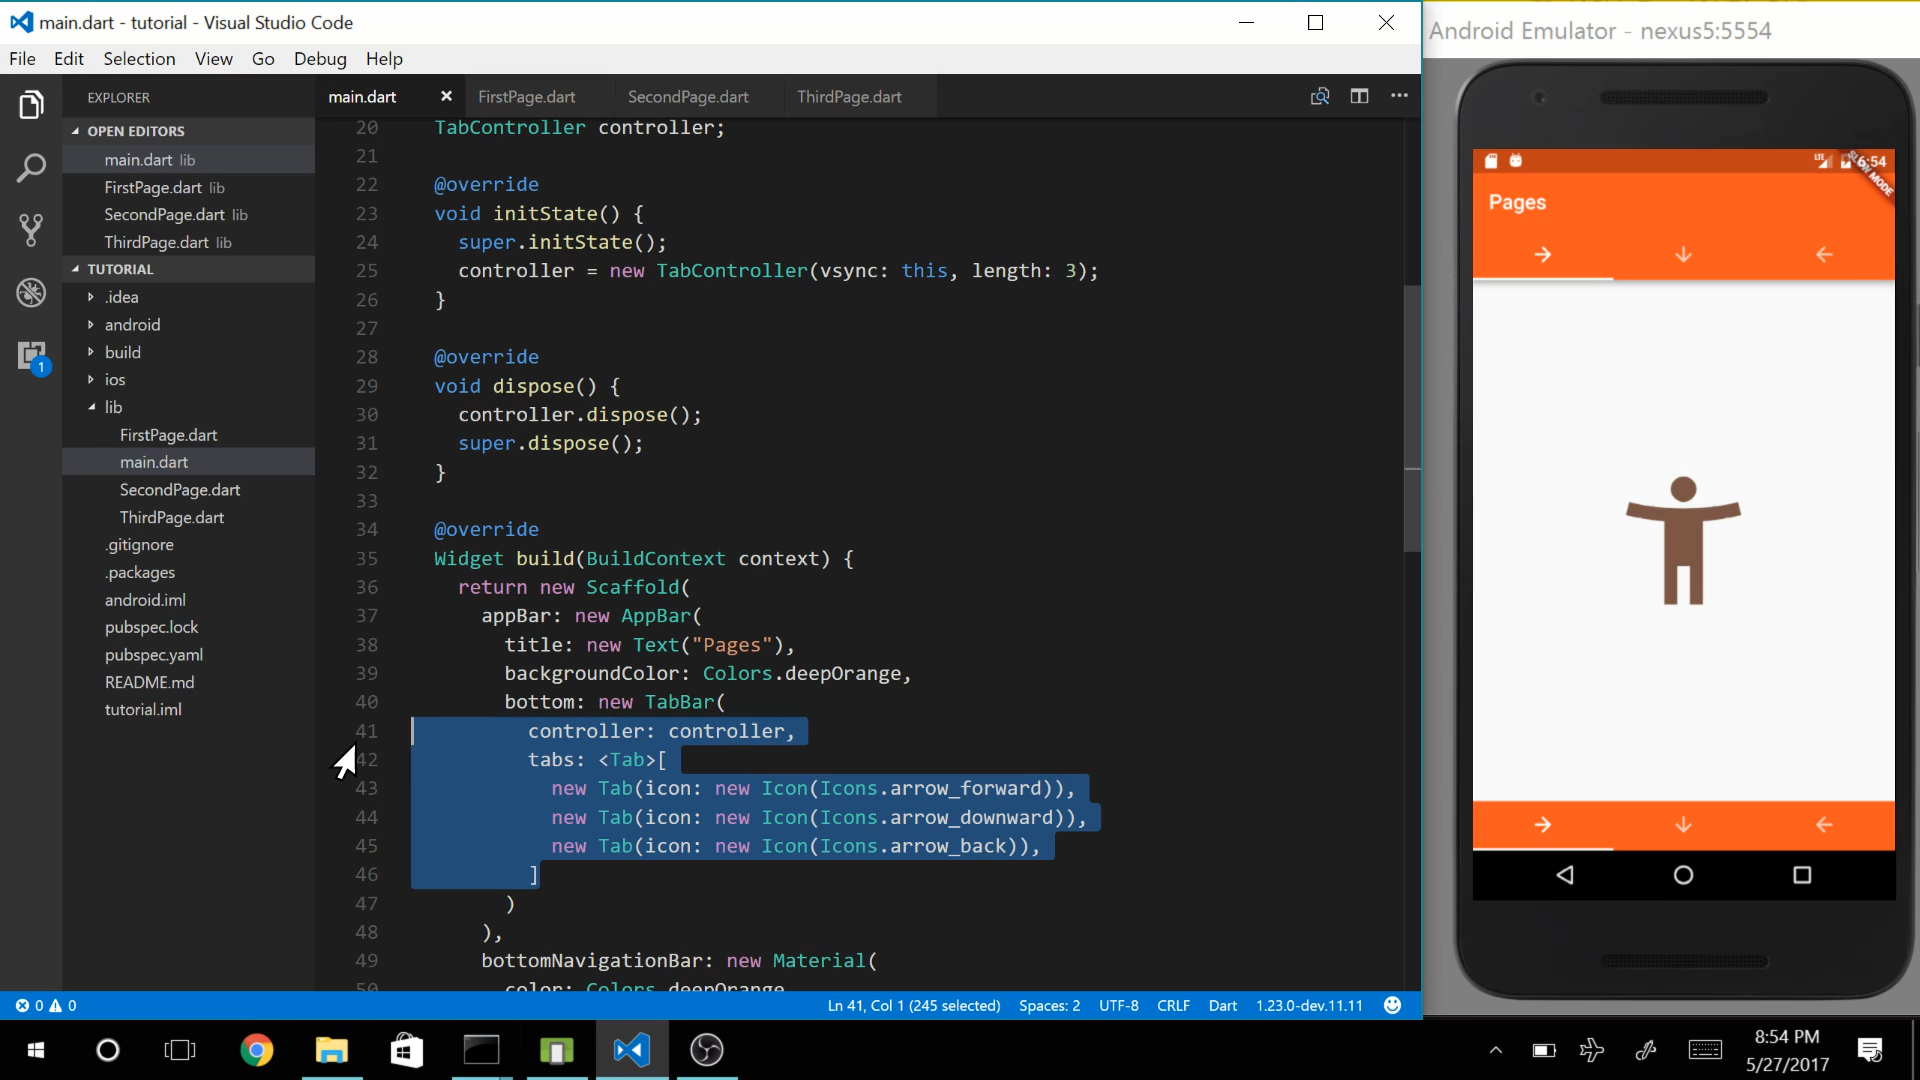 main.dart - tutorial - Visual Studio Code
File Edit Selection View Go Debug Help
EXPLORER
OPEN EDITORS
main.dart lib
FirstPage.dart lib
SecondPage.dart lib
ThirdPage.dart lib
TUTORIAL
.idea
android
build
ios
lib
FirstPage.dart
main.dart
SecondPage.dart
ThirdPage.dart
.gitignore
.packages
android.iml
pubspec.lock
pubspec.yaml
README.md
tutorial.iml
1
main.dart FirstPage.dart SecondPage.dart ThirdPage.dart
20 TabController controller;
21
22 @override
23 void initState() {
24 super.initState();
25 controller = new TabController(vsync: this, length: 3);
26 }
27
28 @override
29 void dispose() {
30 controller.dispose();
31 super.dispose();
32 }
33
34 @override
35 Widget build(BuildContext context) {
36 return new Scaffold(
37 appBar: new AppBar(
38 title: new Text("Pages"),
39 backgroundColor: Colors.deepOrange,
40 bottom: new TabBar(
41 controller: controller,
42 tabs: <Tab>[
43 new Tab(icon: new Icon(Icons.arrow_forward)),
44 new Tab(icon: new Icon(Icons.arrow_downward)),
45 new Tab(icon: new Icon(Icons.arrow_back)),
46 ]
47 )
48 ),
49 bottomNavigationBar: new Material(
50 color: Colors.deepOrange
0 0 Ln 41, Col 1 (245 selected) Spaces: 2 UTF-8 CRLF Dart 1.23.0-dev.11.11
Android Emulator - nexus5:5554
LTE 6:54
SLOW MODE
Pages
8:54 PM
5/27/2017